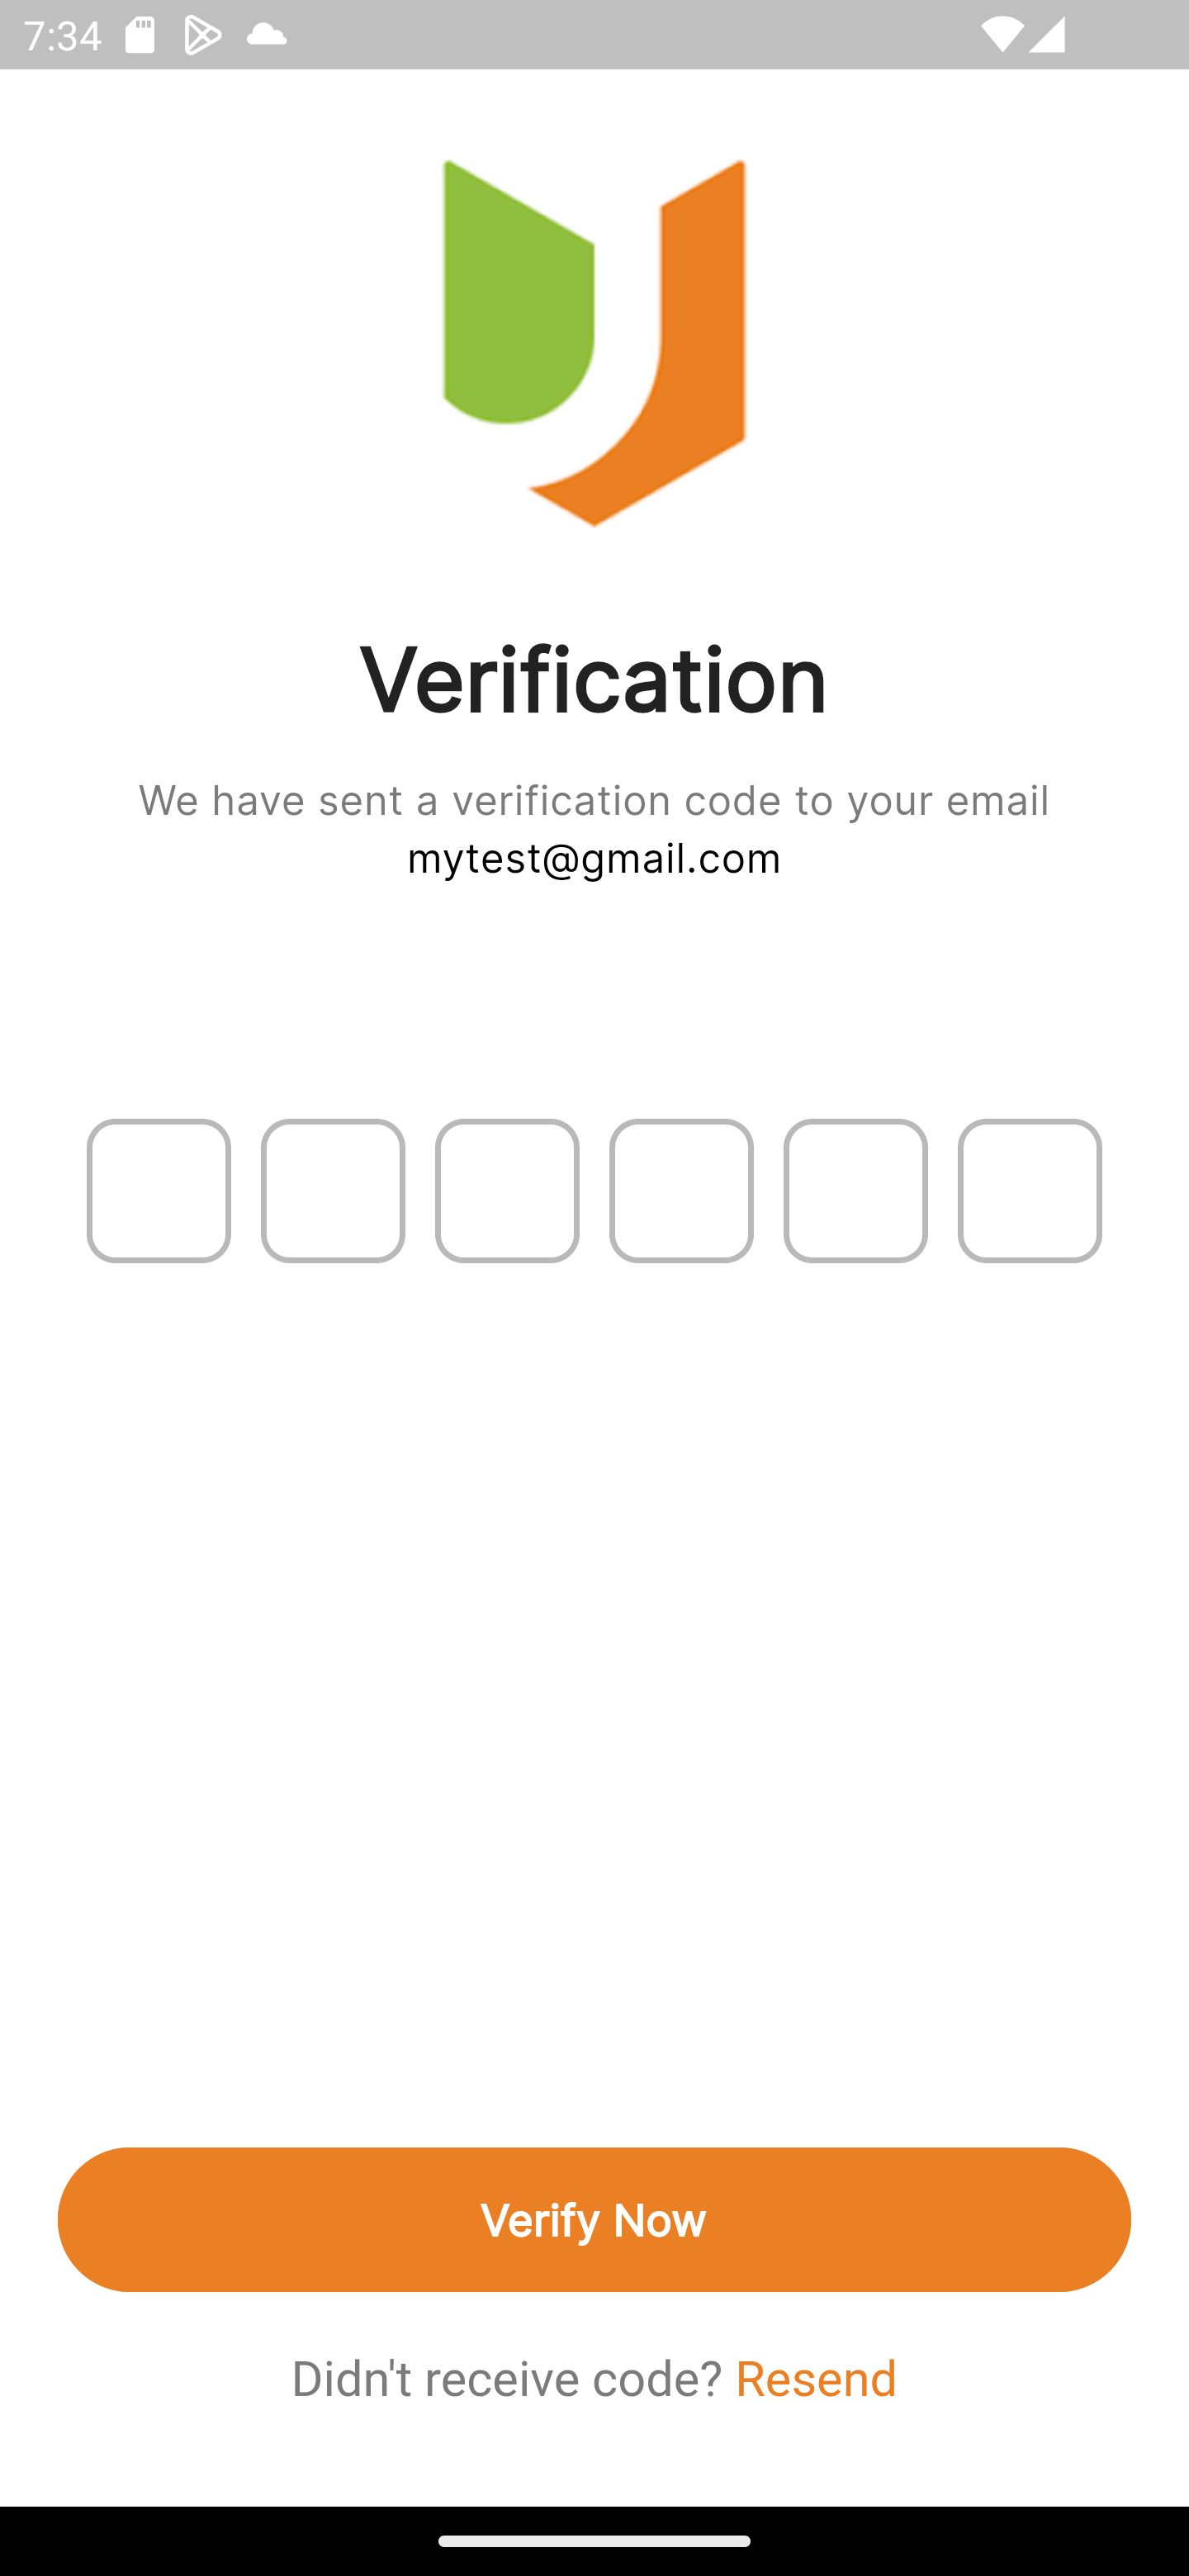 7:34
Verification
We have sent a verification code to your email
mytest@gmail.com
Verify Now
Didn't receive code? Resend